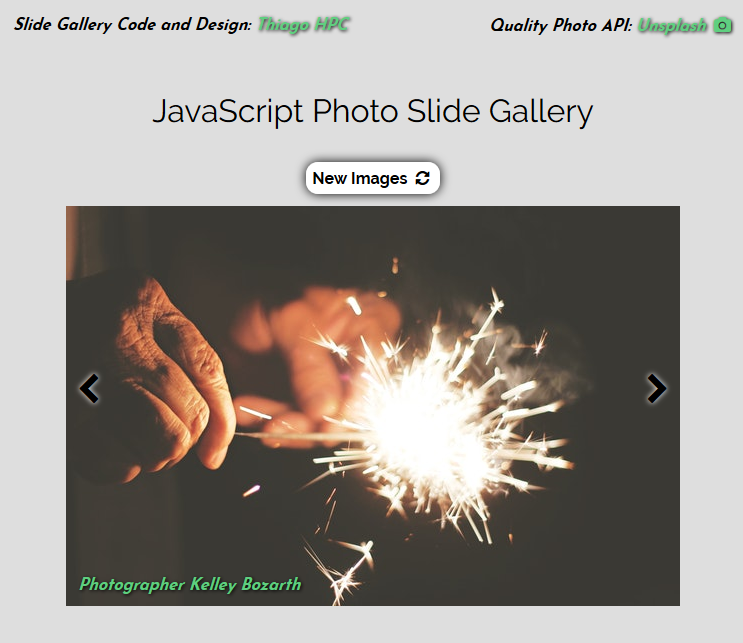 Slide Gallery Code and Design: Thiago HPC
Quality Photo API: Unsplash
JavaScript Photo Slide Gallery
New Images
Photographer Kelley Bozarth